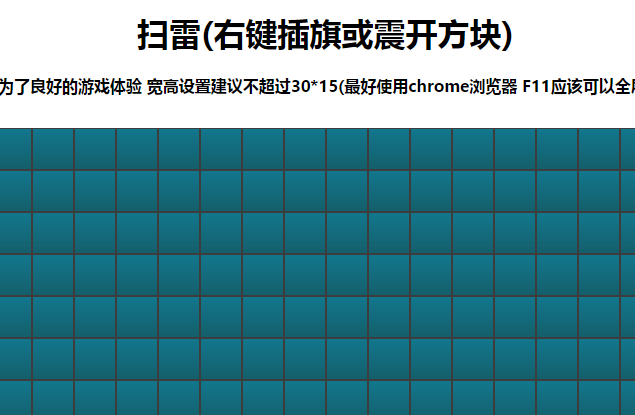 扫雷(右键插旗或震开方块)
为了良好的游戏体验 宽高设置建议不超过30*15(最好使用chrome浏览器 F11应该可以全